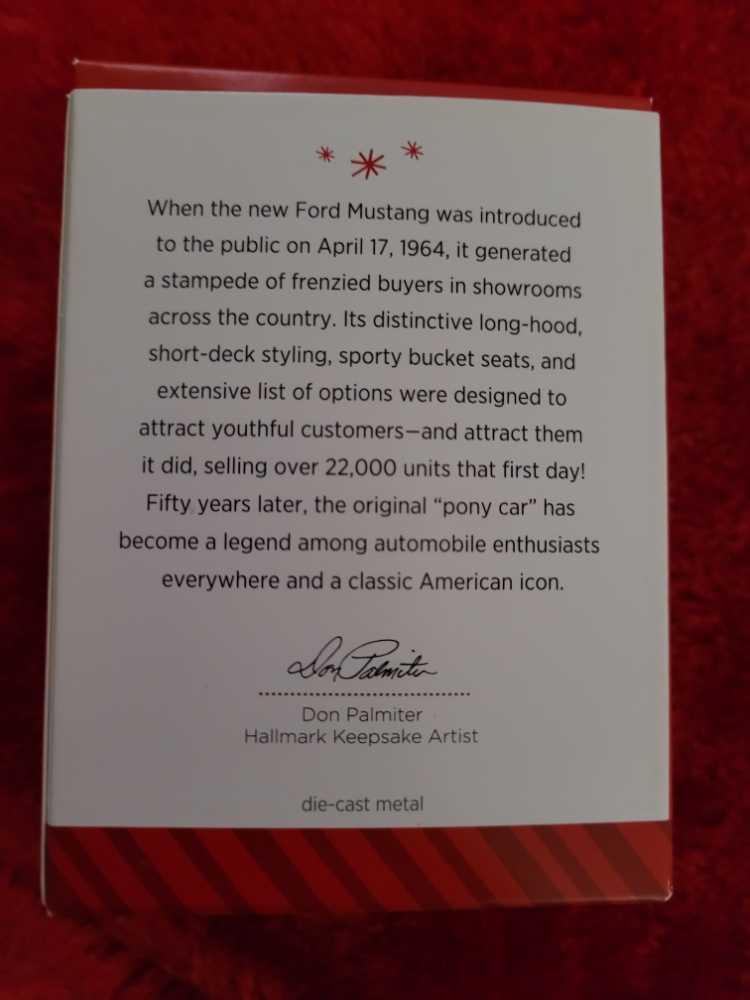 When the new Ford Mustang was introduced
to the public on April 17, 1964, it generated
a stampede of frenzied buyers in showrooms
across the country. Its distinctive long-hood,
short-deck styling, sporty bucket seats, and
extensive list of options were designed to
attract youthful customers—and attract them
it did, selling over 22,000 units that first day!
Fifty years later, the original “pony car” has
become a legend among automobile enthusiasts
everywhere and a classic American icon.
Don Palmiter
Don Palmiter
Hallmark Keepsake Artist
die-cast metal